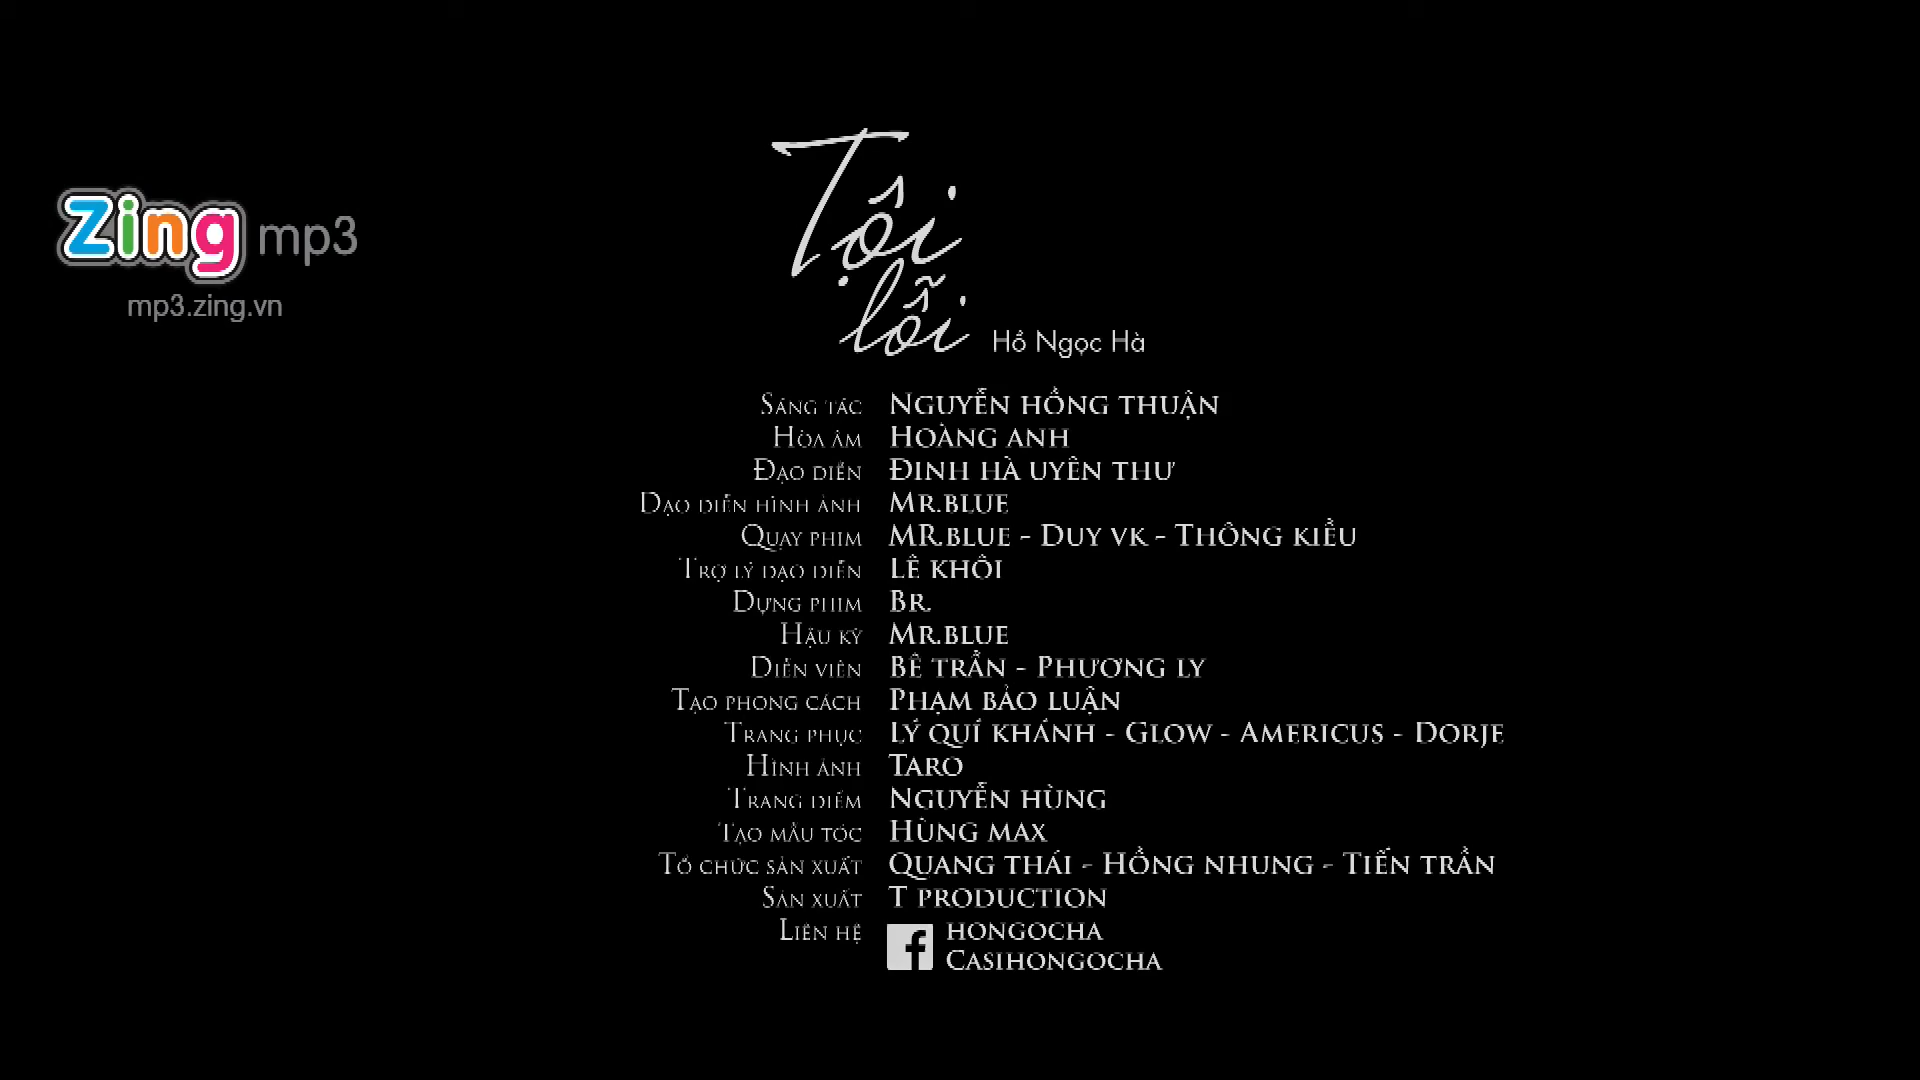 Zing mp3
mp3.zing.vn
Tội
lỗi Hồ Ngọc Hà
Sáng tác NGUYỄN HỒNG THUẬN
Hòa âm HOÀNG ANH
Đạo diễn ĐINH HÀ UYÊN THƯ
Đạo diễn hình ảnh MR.BLUE
Quay phim MR.BLUE - DUY VK - THÔNG KIỀU
Trợ lý đạo diễn LÊ KHÔI
Dựng phim BR.
Hậu kỳ MR.BLUE
Diễn viên BÊ TRẦN - PHƯƠNG LY
Tạo phong cách PHẠM BẢO LUẬN
Trang phục LÝ QUÍ KHÁNH - GLOW - AMERICUS - DORJE
Hình ảnh TARO
Trang điểm NGUYỄN HÙNG
Tạo mẫu tóc HÙNG MAX
Tổ chức sản xuất QUANG THÁI - HỒNG NHUNG - TIẾN TRẦN
Sản xuất T PRODUCTION
Liên hệ f HONGOCHA
CASIHONGOCHA